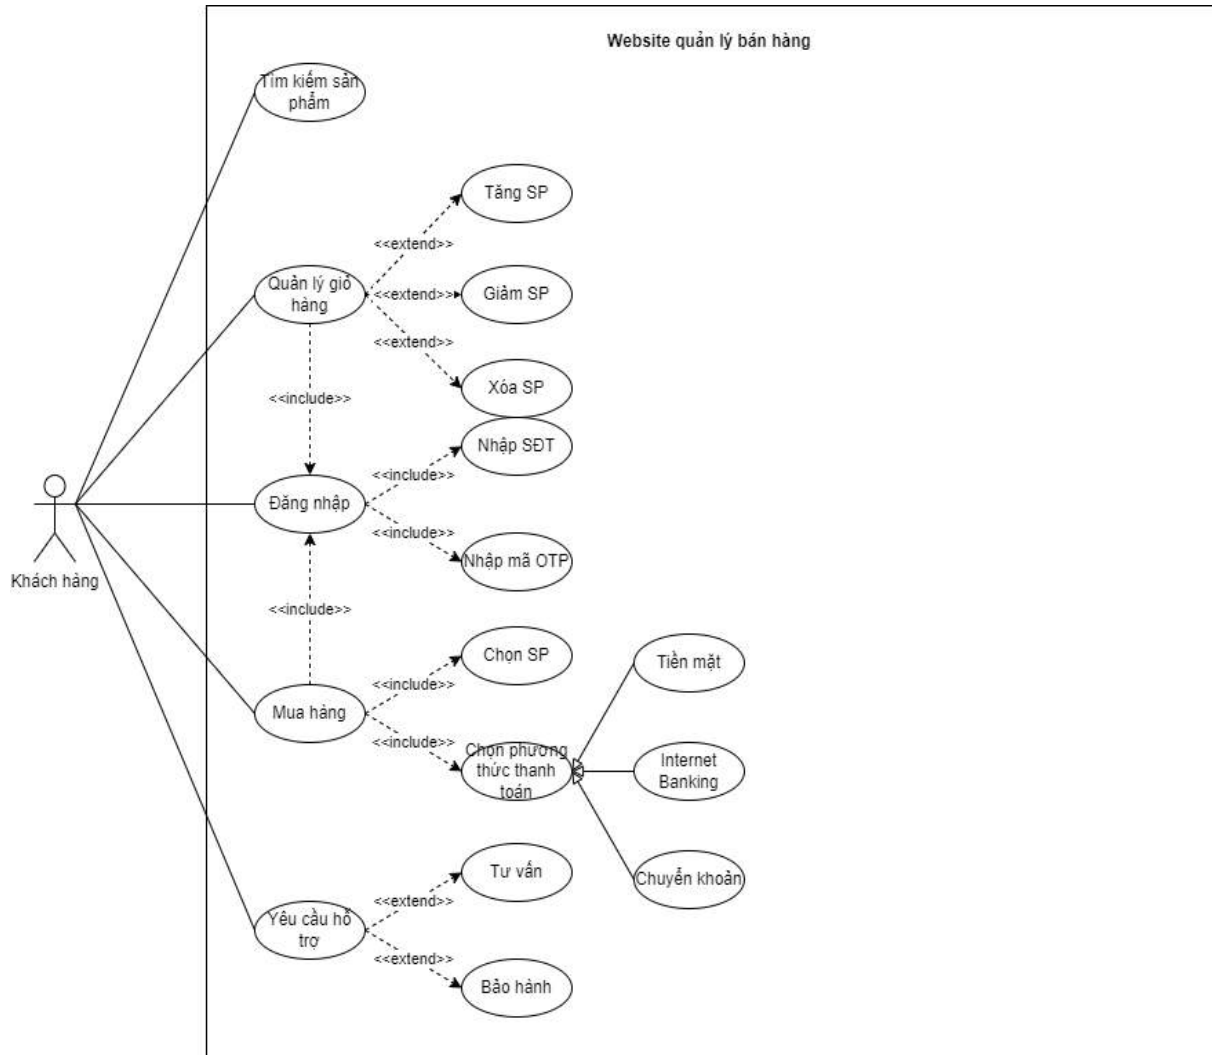 Website quản lý bán hàng
Tìm kiếm sản
phẩm
Tăng SP
<<extend>>
Quản lý giỏ
hàng
<<extend>>
Giảm SP
<<extend>>
Xóa SP
<<include>>
Nhập SĐT
<<include>>
Đăng nhập
<<include>>
Nhập mã OTP
Khách hàng
<<include>>
Chọn SP
Tiền mặt
<<include>>
Mua hàng
<<include>>
Chọn phương
thức thanh
toán
Internet
Banking
Tư vấn
Chuyển khoản
<<extend>>
Yêu cầu hỗ
trợ
<<extend>>
Bảo hành